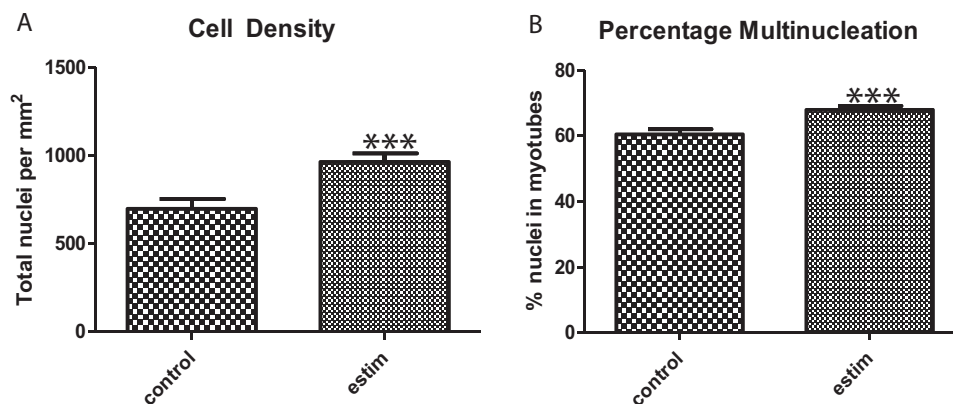 A
Cell Density
Total nuclei per mm²
1500
1000
500
0
***
control
estim
B
Percentage Multinucleation
% nuclei in myotubes
80
60
40
20
0
***
control
estim